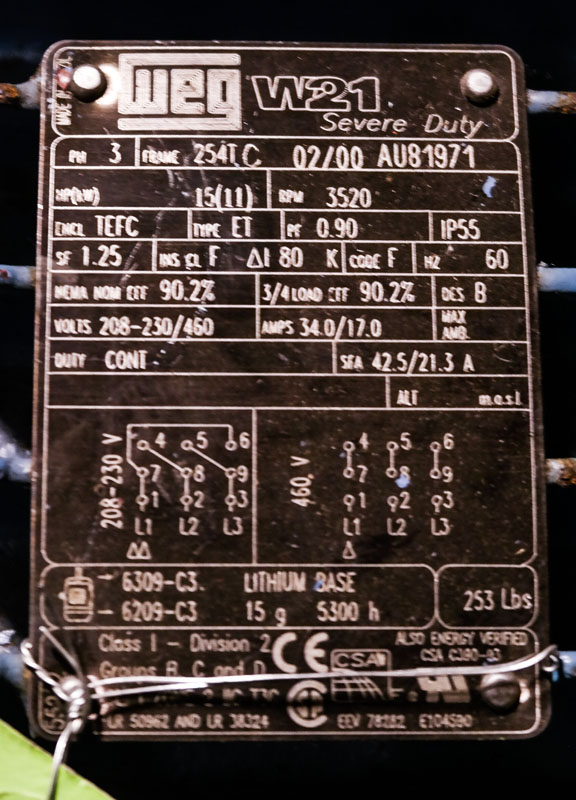 weg W21
Severe Duty
PH 3 FRAME 254T C 02/00 AU81971
HP(kW) 15(11) RPM 3520
ENCL TEFC TYPE ET PF 0.90 IP55
SF 1.25 INS CL F Δt 80 K CODE F HZ 60
NEMA NOM EFF 90.2% 3/4 LOAD EFF 90.2% DES B
VOLTS 208-230/460 AMPS 34.0/17.0 MAX AMB.
DUTY CONT SFA 42.5/21.3 A
ALT m.a.s.l.
208-230 V 4 5 6 460 V 4 5 6
7 8 9 7 8 9
1 2 3 1 2 3
L1 L2 L3 L1 L2 L3
ΔΔ Δ
6309-C3. LITHIUM BASE
6209-C3 15 g 5300 h 253 Lbs
Class I - Division 2 CE ALSO ENERGY VERIFIED
Groups B, C and D CSA CSA C390-93
LR 50962 AND LR 38324 EEV 78182 E104590